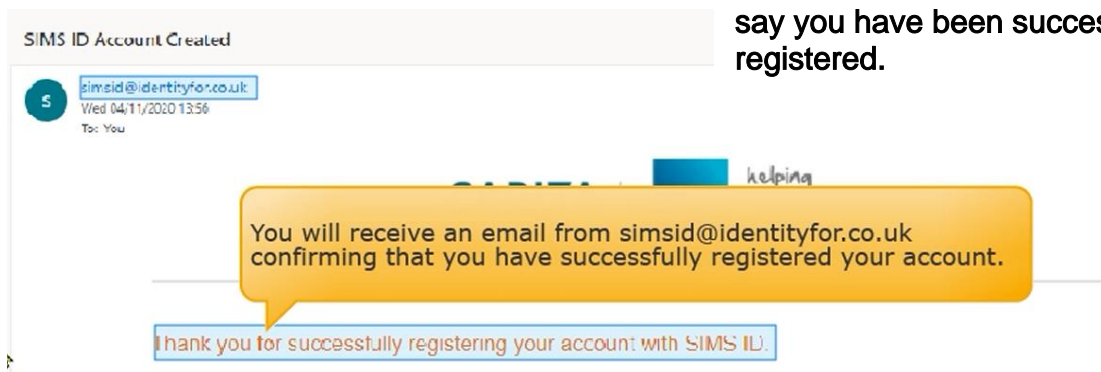 say you have been succes
registered.
SIMS ID Account Created
S
simsid@identityfor.co.uk
Wed 04/11/2020 13:56
To: You
helping
You will receive an email from simsid@identityfor.co.uk
confirming that you have successfully registered your account.
Thank you for successfully registering your account with SIMS ID.